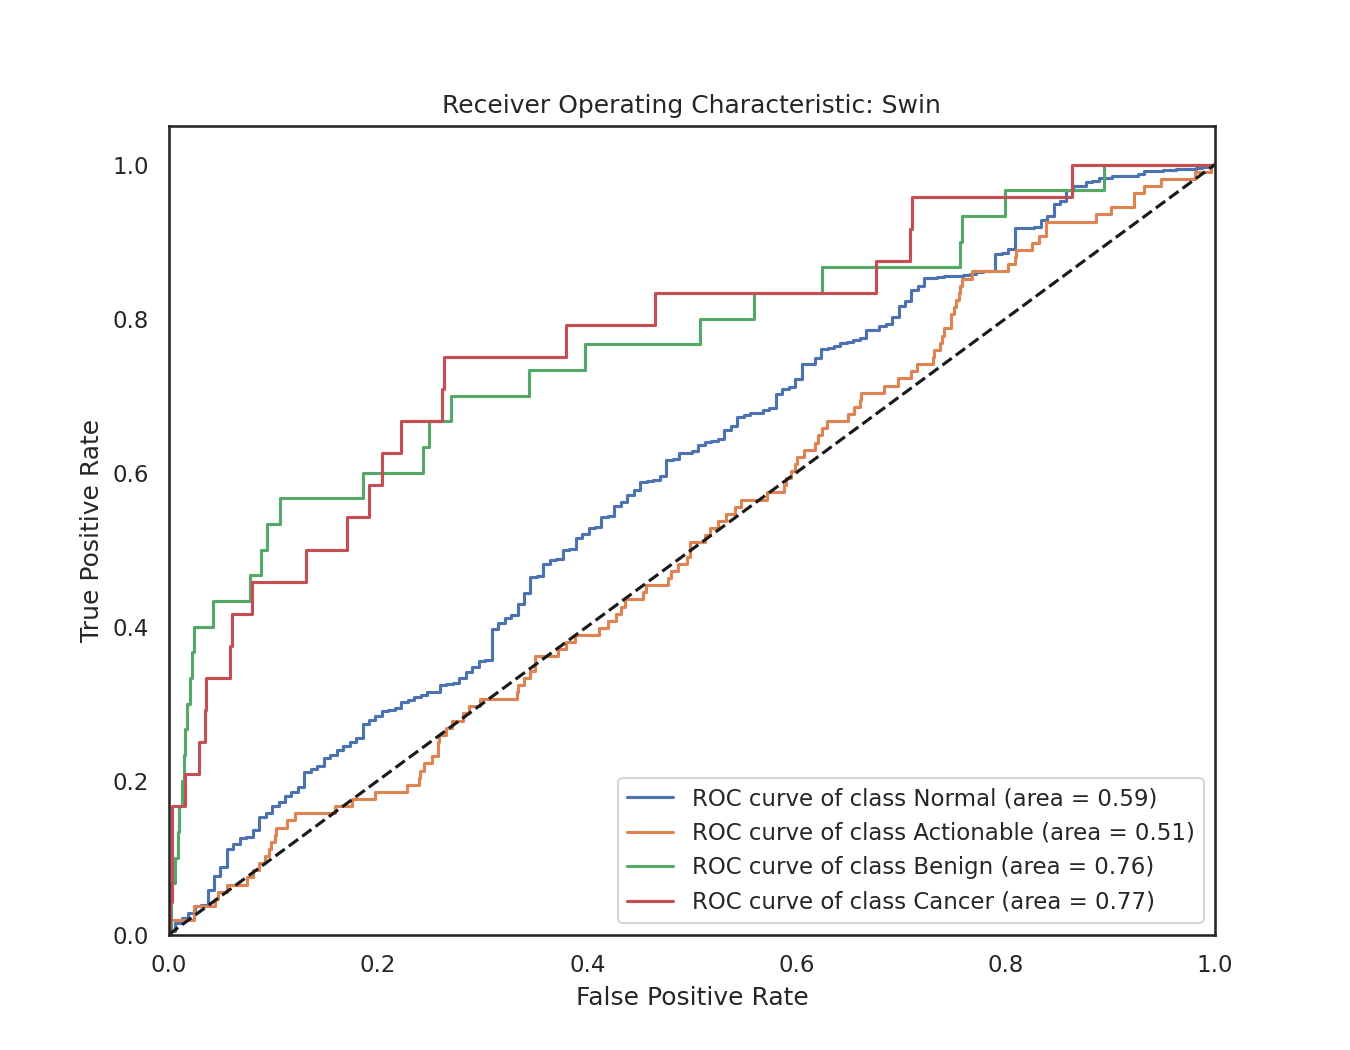 Receiver Operating Characteristic: Swin
1.0
0.8
0.6
0.4
0.2
0.0
True Positive Rate
ROC curve of class Normal (area = 0.59)
ROC curve of class Actionable (area = 0.51)
ROC curve of class Benign (area = 0.76)
ROC curve of class Cancer (area = 0.77)
0.0 0.2 0.4 0.6 0.8 1.0
False Positive Rate